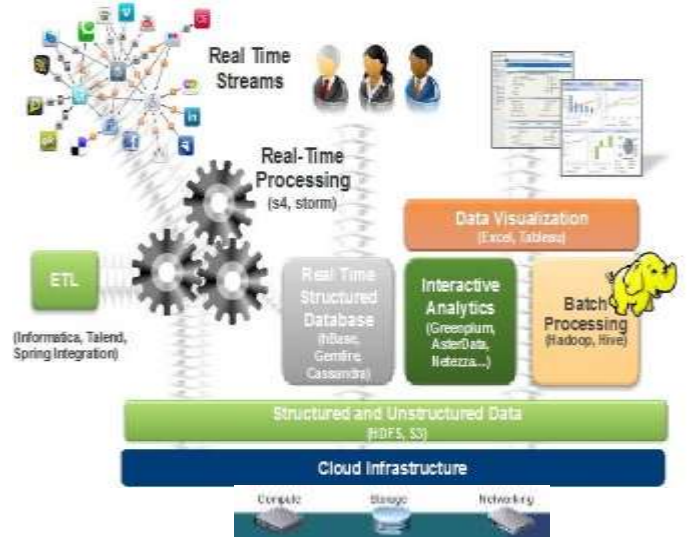 Real Time
Streams
Real-Time
Processing
(s4, storm)
Data Visualization
(Excel, Tableau)
ETL
(Informatica, Talend,
Spring Integration)
Real Time
Structured
Database
(hBase,
Gemfire,
Cassandra)
Interactive
Analytics
(Greenplum,
AsterData,
Netezza...)
Batch
Processing
(Hadoop, Hive)
Structured and Unstructured Data
(HDFS, S3)
Cloud Infrastructure
Compute
Storage
Networking